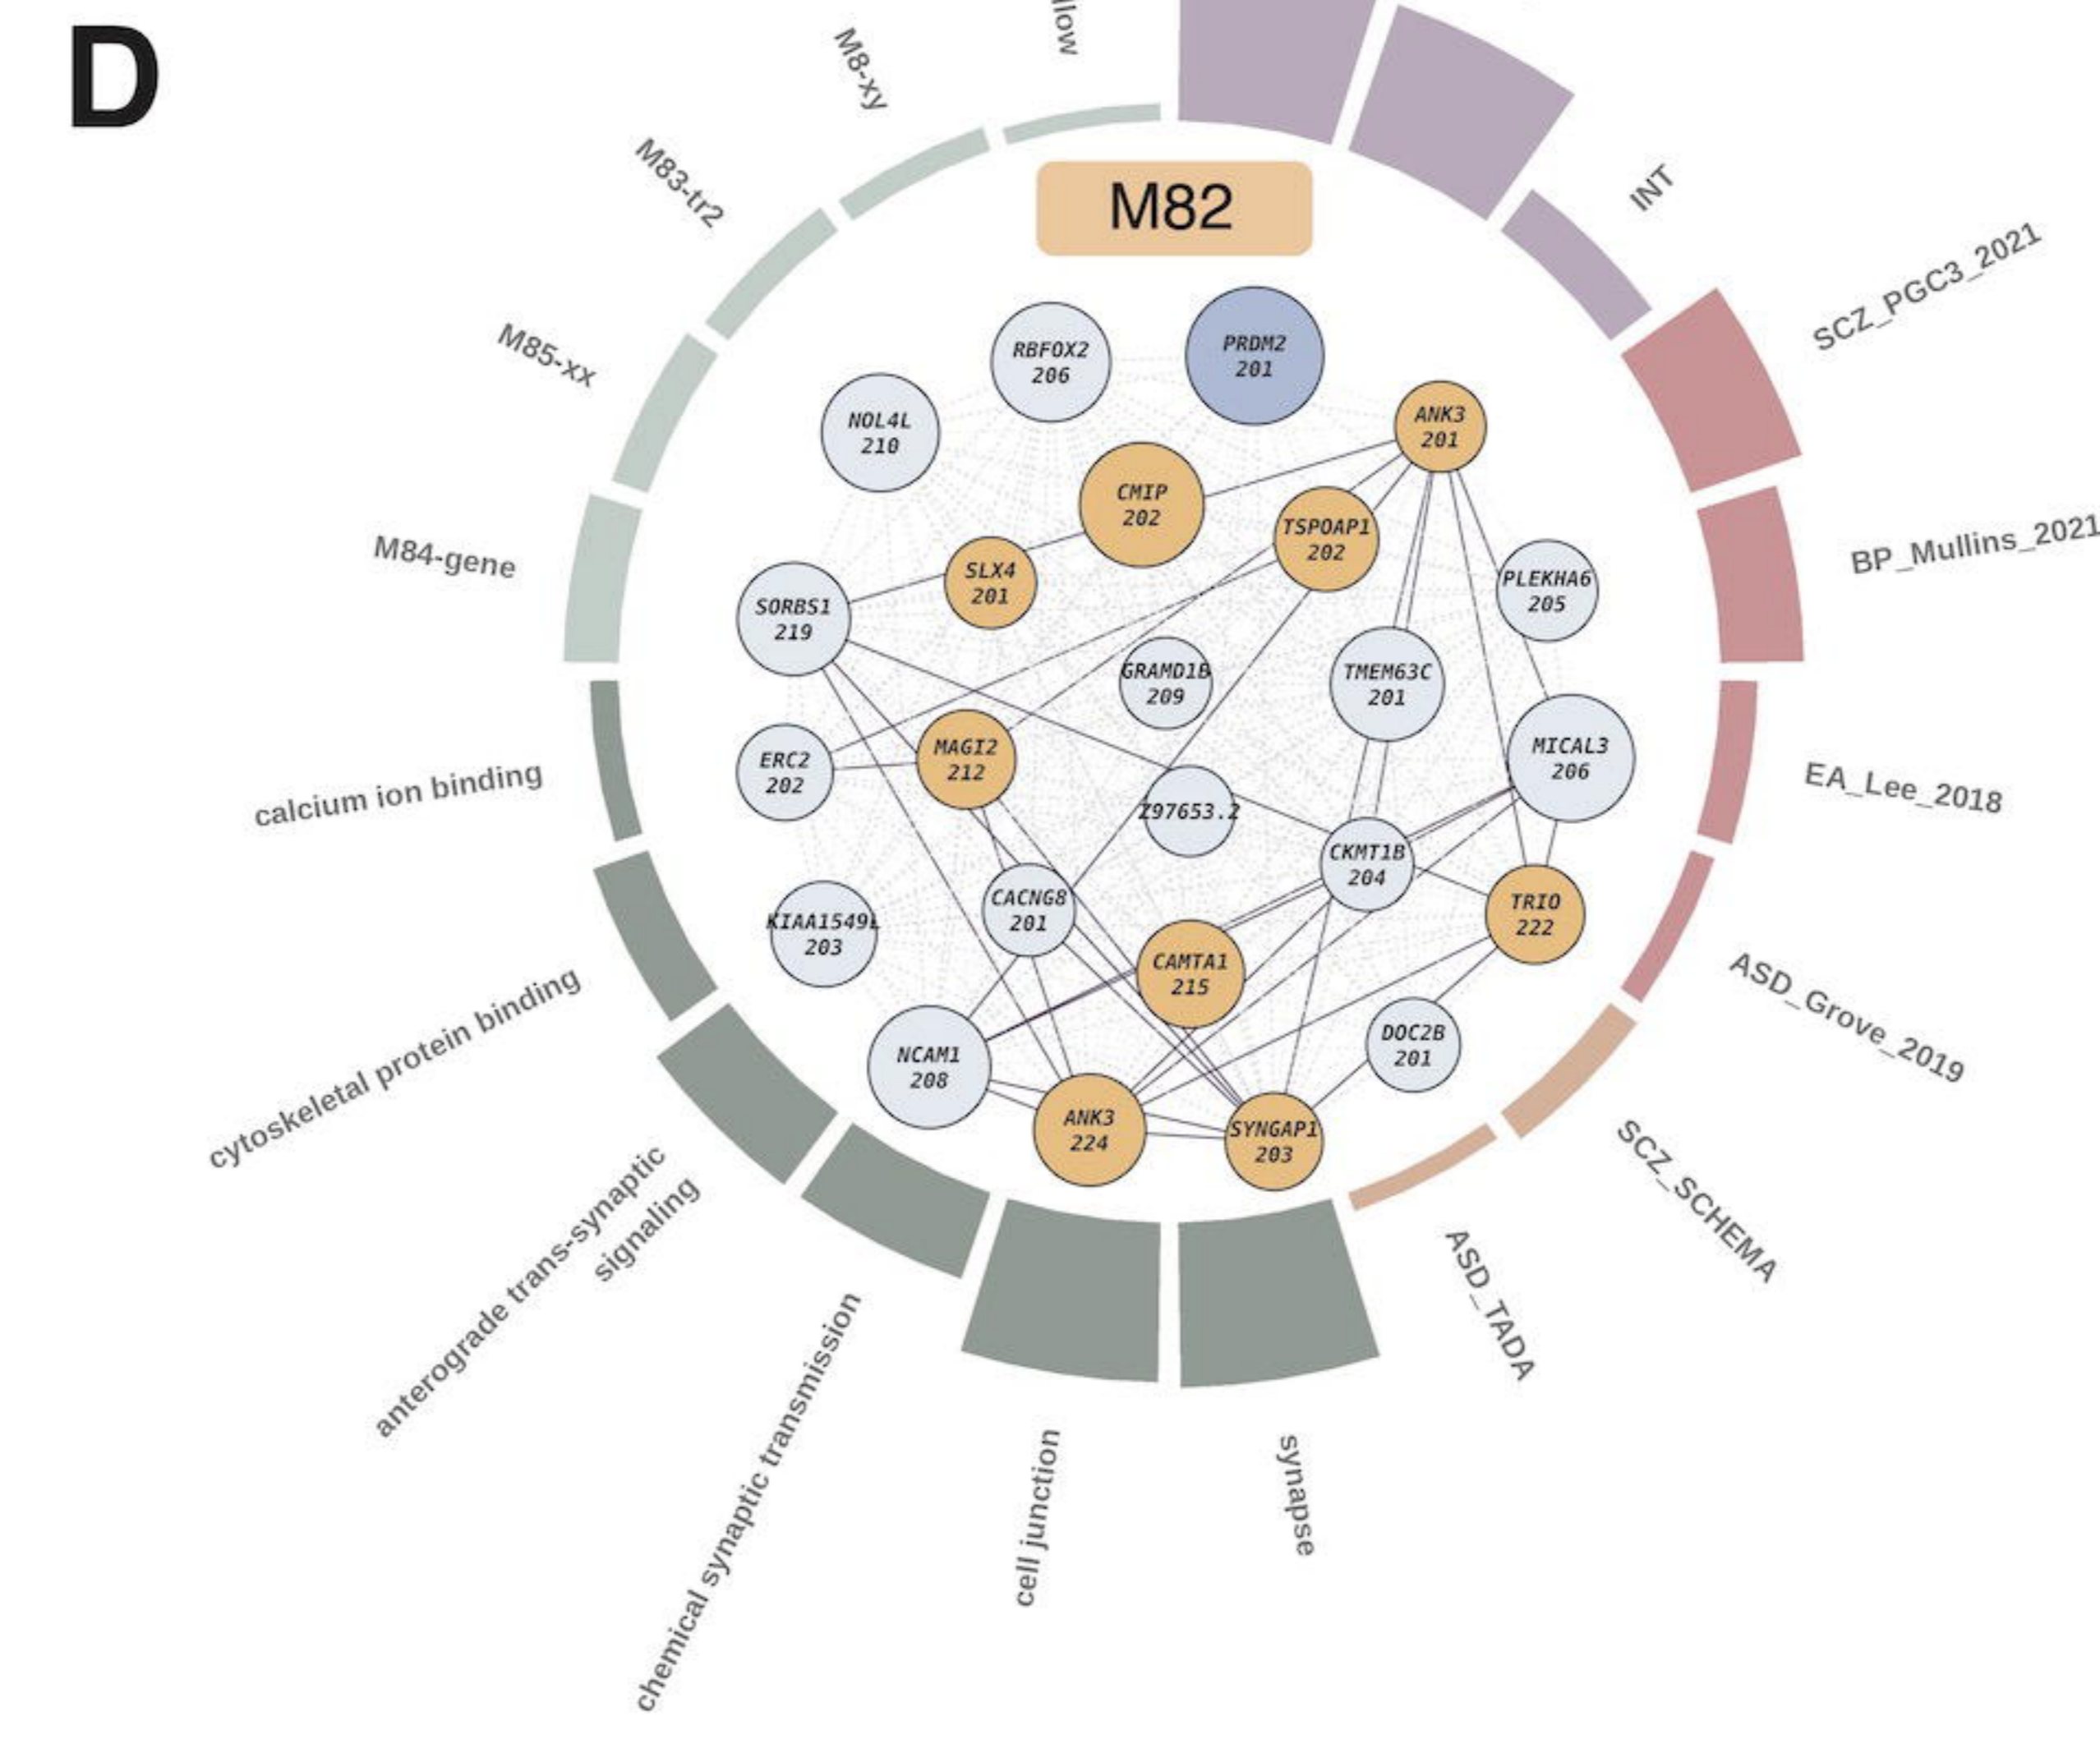 D
llow
M8-xy
M83-tr2
M85-xx
M84-gene
calcium ion binding
cytoskeletal protein binding
anterograde trans-synaptic
signaling
chemical synaptic transmission
cell junction
synapse
ASD_TADA
SCZ_SCHEMA
ASD_Grove_2019
EA_Lee_2018
BP_Mullins_2021
SCZ_PGC3_2021
INT
M82
RBFOX2
206
PRDM2
201
NOL4L
210
ANK3
201
CMIP
202
TSPOAP1
202
SLX4
201
PLEKHA6
205
SORBS1
219
GRAMD1B
209
TMEM63C
201
ERC2
202
MAGI2
212
MICAL3
206
Z97653.2
CKMT1B
204
KIAA1549L
203
CACNG8
201
TRIO
222
CAMTA1
215
NCAM1
208
DOC2B
201
ANK3
224
SYNGAP1
203